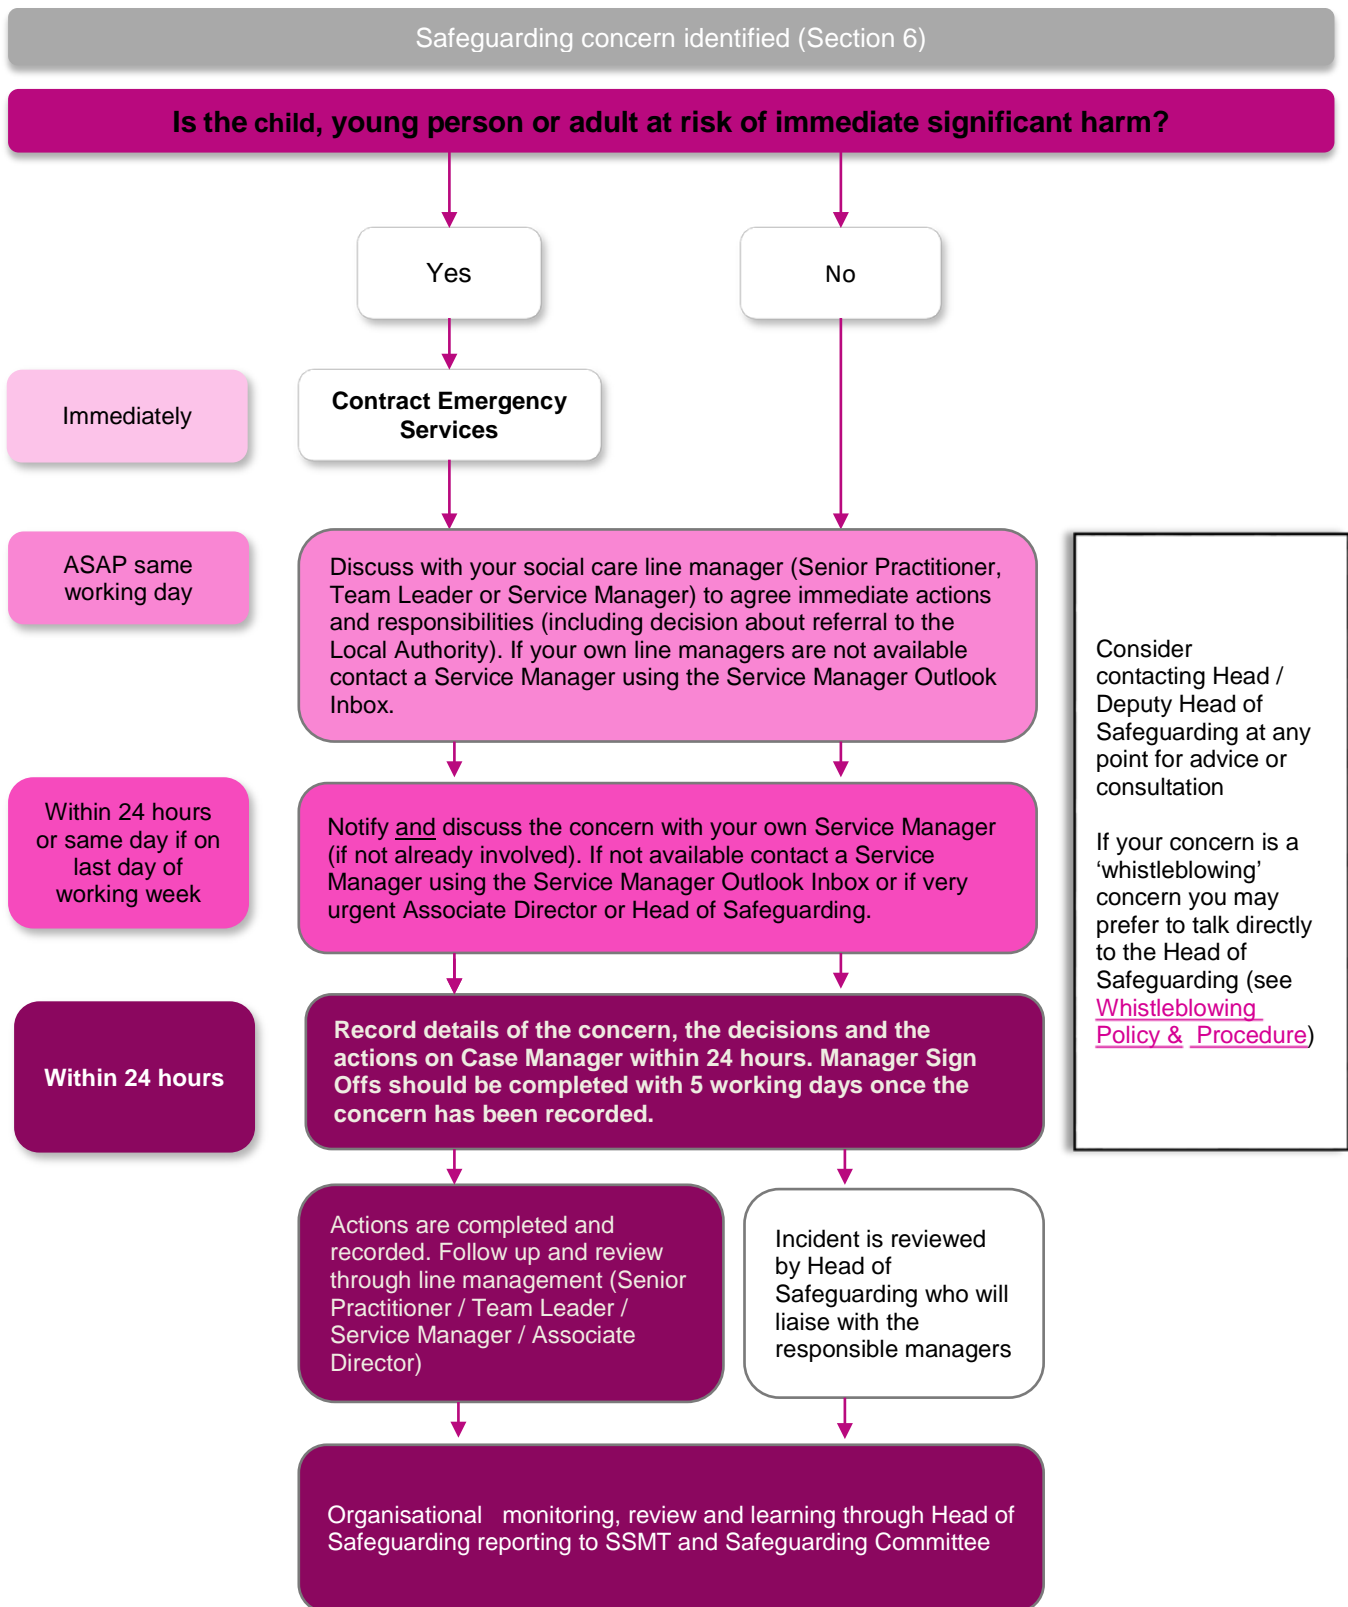 Safeguarding concern identified (Section 6)
Is the child, young person or adult at risk of immediate significant harm?
Yes
No
Immediately
Contract Emergency
Services
ASAP same
working day
Discuss with your social care line manager (Senior Practitioner,
Team Leader or Service Manager) to agree immediate actions
and responsibilities (including decision about referral to the
Local Authority). If your own line managers are not available
contact a Service Manager using the Service Manager Outlook
Inbox.
Within 24 hours
or same day if on
last day of
working week
Notify and discuss the concern with your own Service Manager
(if not already involved). If not available contact a Service
Manager using the Service Manager Outlook Inbox or if very
urgent Associate Director or Head of Safeguarding.
Consider
contacting Head /
Deputy Head of
Safeguarding at any
point for advice or
consultation
If your concern is a
‘whistleblowing’
concern you may
prefer to talk directly
to the Head of
Safeguarding (see
Whistleblowing
Policy & Procedure)
Within 24 hours
Record details of the concern, the decisions and the
actions on Case Manager within 24 hours. Manager Sign
Offs should be completed with 5 working days once the
concern has been recorded.
Actions are completed and
recorded. Follow up and review
through line management (Senior
Practitioner / Team Leader /
Service Manager / Associate
Director)
Incident is reviewed
by Head of
Safeguarding who will
liaise with the
responsible managers
Organisational monitoring, review and learning through Head of
Safeguarding reporting to SSMT and Safeguarding Committee